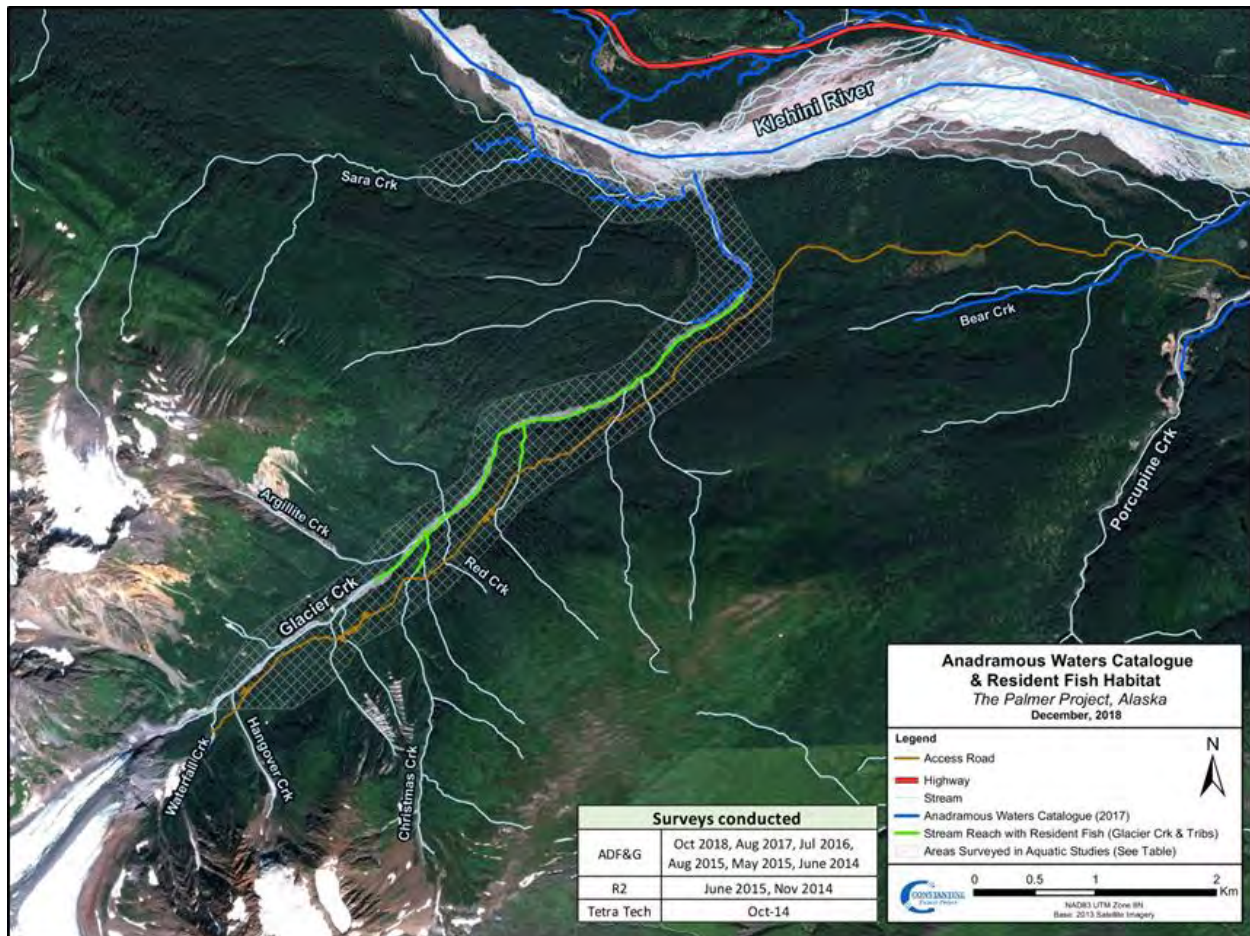 Klehini River
Sara Crk
Bear Crk
Porcupine Crk
Argillite Crk
Red Crk
Glacier Crk
Waterfall Crk
Hangover Crk
Christmas Crk
Surveys conducted
ADF&G
Oct 2018, Aug 2017, Jul 2016,
Aug 2015, May 2015, June 2014
R2
June 2015, Nov 2014
Tetra Tech
Oct-14
Anadramous Waters Catalogue
& Resident Fish Habitat
The Palmer Project, Alaska
December, 2018
Legend
N
Access Road
Highway
Stream
Anadramous Waters Catalogue (2017)
Stream Reach with Resident Fish (Glacier Crk & Tribs)
Areas Surveyed in Aquatic Studies (See Table)
CONSTANTINE
0 0.5 1 2
Km
NAD83 UTM Zone 8N
Base: 2013 Satellite Imagery